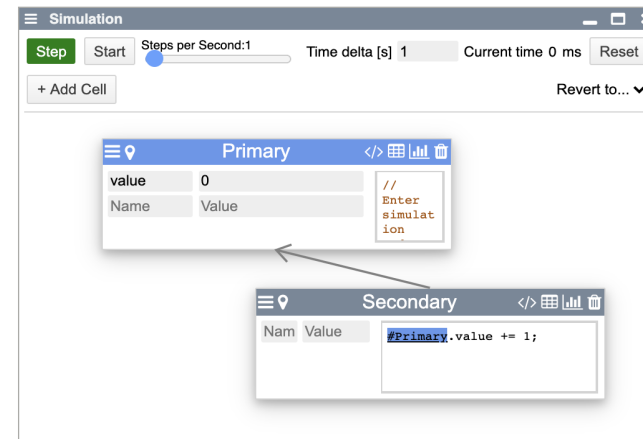 Simulation
Step Start Steps per Second:1 Time delta [s] 1 Current time 0 ms Reset
+ Add Cell Revert to...
Primary </>
value 0
Name Value
//
Enter
simulat
ion
Secondary </>
Nam Value
#Primary.value += 1;